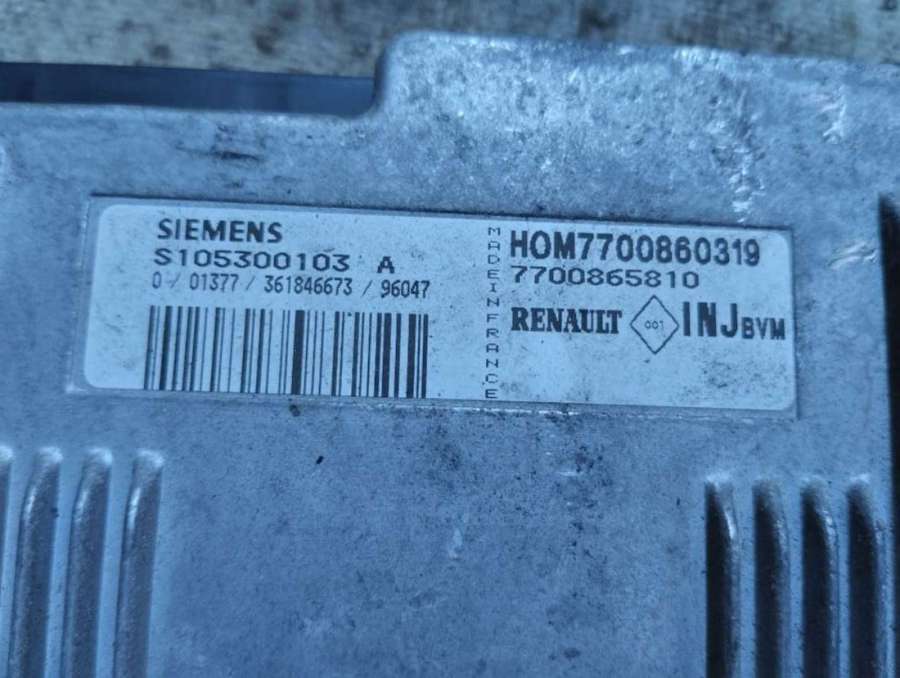 SIEMENS
S105300103 A
0 / 01377 / 361846673 / 96047
MADE IN FRANCE
HOM7700860319
7700865810
RENAULT 001 INJ BVM